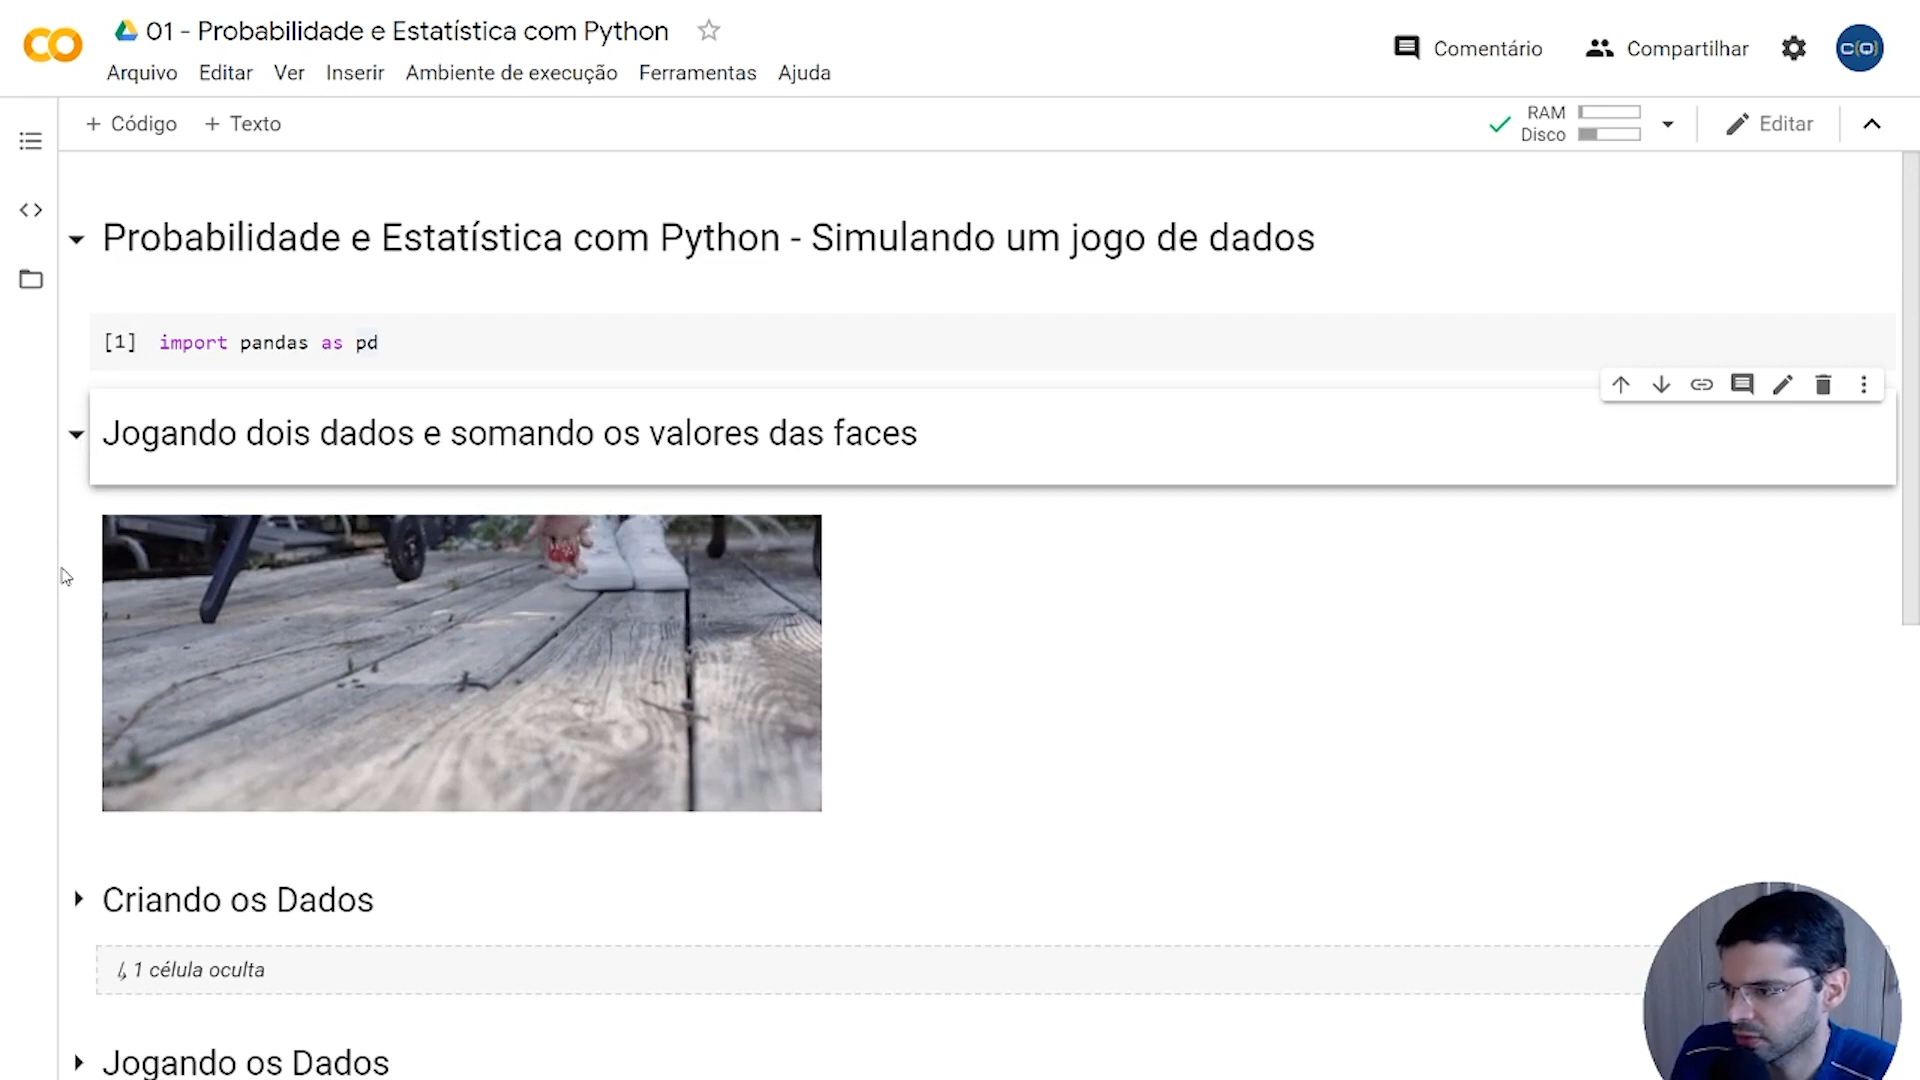 01 - Probabilidade e Estatística com Python
Arquivo Editar Ver Inserir Ambiente de execução Ferramentas Ajuda
Comentário Compartilhar C(O)
+ Código + Texto
RAM
Disco
Editar
Probabilidade e Estatística com Python - Simulando um jogo de dados
[1] import pandas as pd
Jogando dois dados e somando os valores das faces
Criando os Dados
1 célula oculta
Jogando os Dados